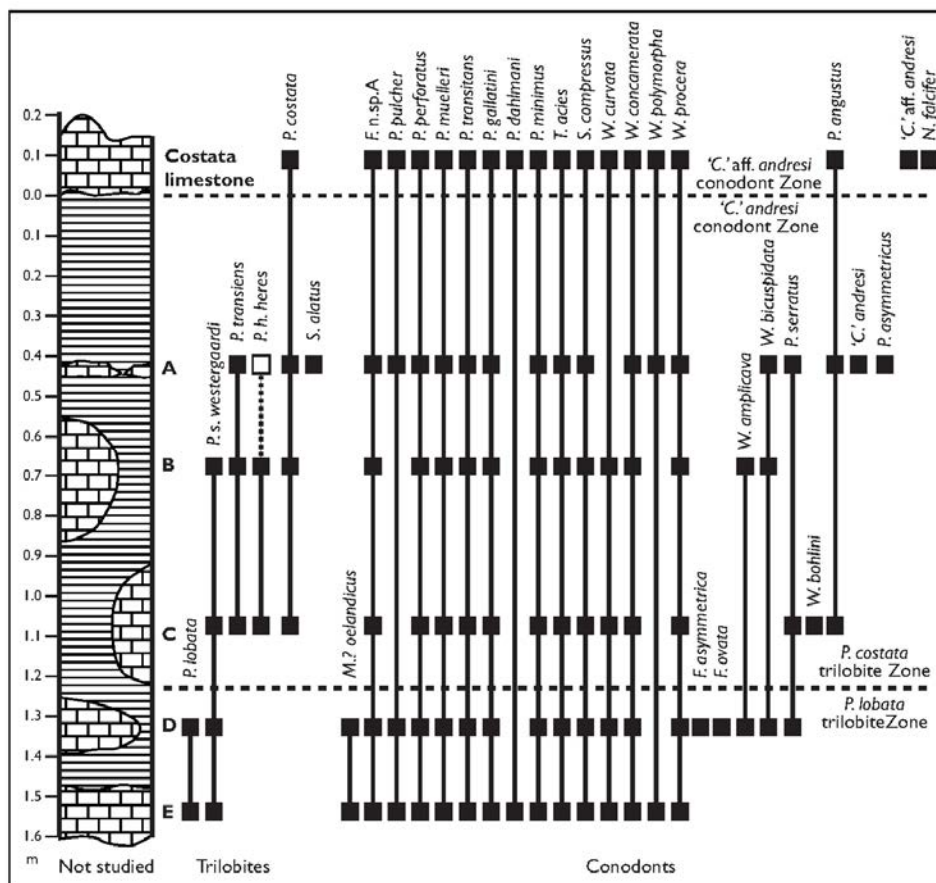 P. costata
F. n.sp.A
P. pulcher
P. perforatus
P. muelleri
P. transitans
P. gallatini
P. dahlmani
P. minimus
T. acies
S. compressus
W. curvata
W. concamerata
W. polymorpha
W. procera
P. angustus
'C.' aff. andresi
N. falcifer
0.2
0.1
0.0
0.1
0.2
0.3
0.4
0.5
0.6
0.7
0.8
0.9
1.0
1.1
1.2
1.3
1.4
1.5
1.6
m
Costata
limestone
'C.' aff. andresi
conodont Zone
'C.' andresi
conodont Zone
P. transiens
P. h. heres
S. alatus
W. bicuspidata
P. serratus
'C.' andresi
P. asymmetricus
A
P. s. westergaardi
W. amplicava
B
W. bohlini
C
P. lobata
M.? oelandicus
F. asymmetrica
F. ovata
P. costata
trilobite Zone
P. lobata
trilobite Zone
D
E
Not studied
Trilobites
Conodonts